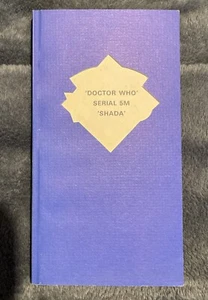 'DOCTOR WHO'
SERIAL 5M
'SHADA'